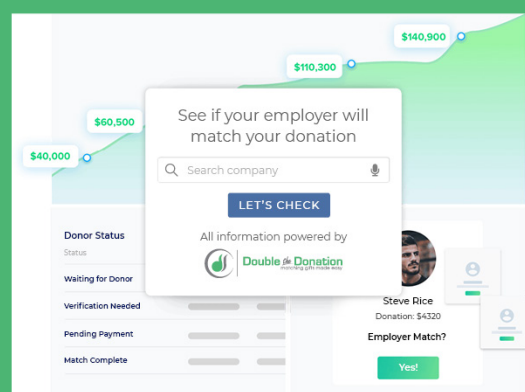 $140,900
$110,300
$60,500
$40,000
See if your employer will
match your donation
Search company
LET'S CHECK
All information powered by
Double the Donation
matching gifts made easy
Donor Status
Status
Waiting for Donor
Verification Needed
Pending Payment
Match Complete
Steve Rice
Donation: $4320
Employer Match?
Yes!